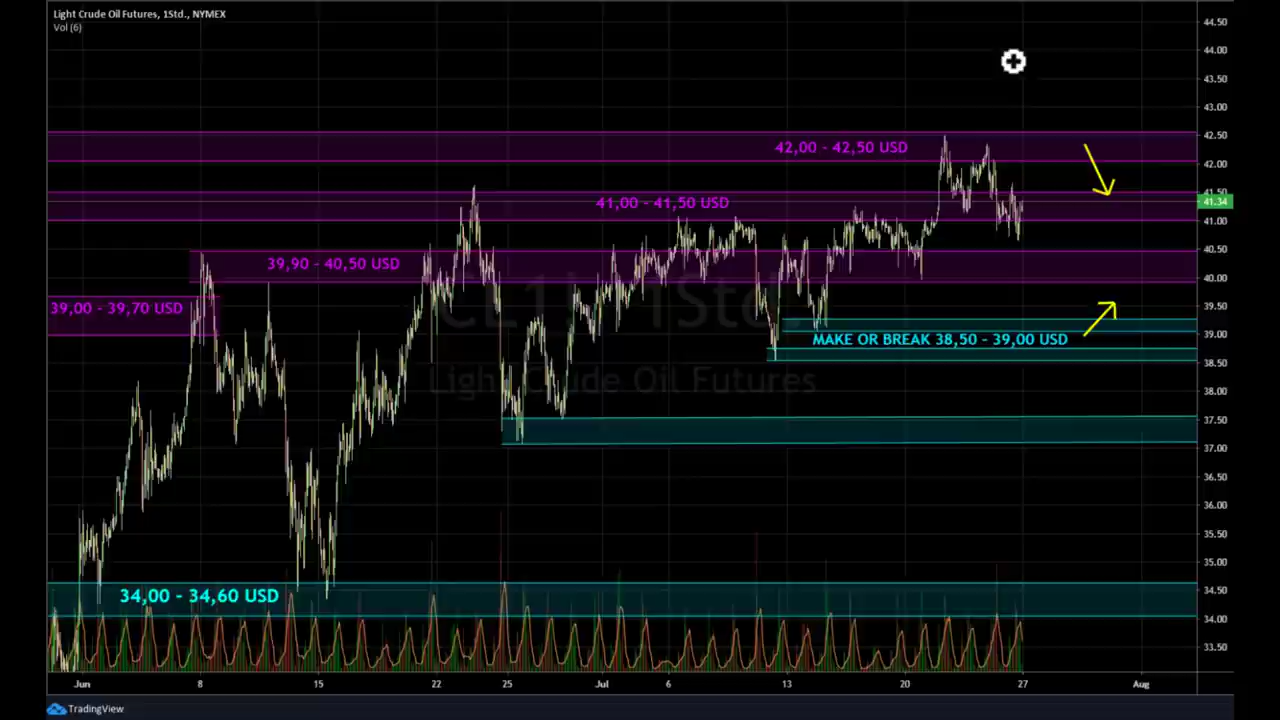 Light Crude Oil Futures, 1Std., NYMEX
Vol (6)
44.50
44.00
43.50
43.00
42.50
42,00 - 42,50 USD
42.00
41.50
41,00 - 41,50 USD
41.34
41.00
40.50
39,90 - 40,50 USD
40.00
39,00 - 39,70 USD
39.50
39.00
MAKE OR BREAK 38,50 - 39,00 USD
38.50
Light Crude Oil Futures
38.00
37.50
37.00
36.50
36.00
35.50
35.00
34,00 - 34,60 USD
34.50
34.00
33.50
Jun 8 15 22 25 Jul 6 13 20 27 Aug
TradingView